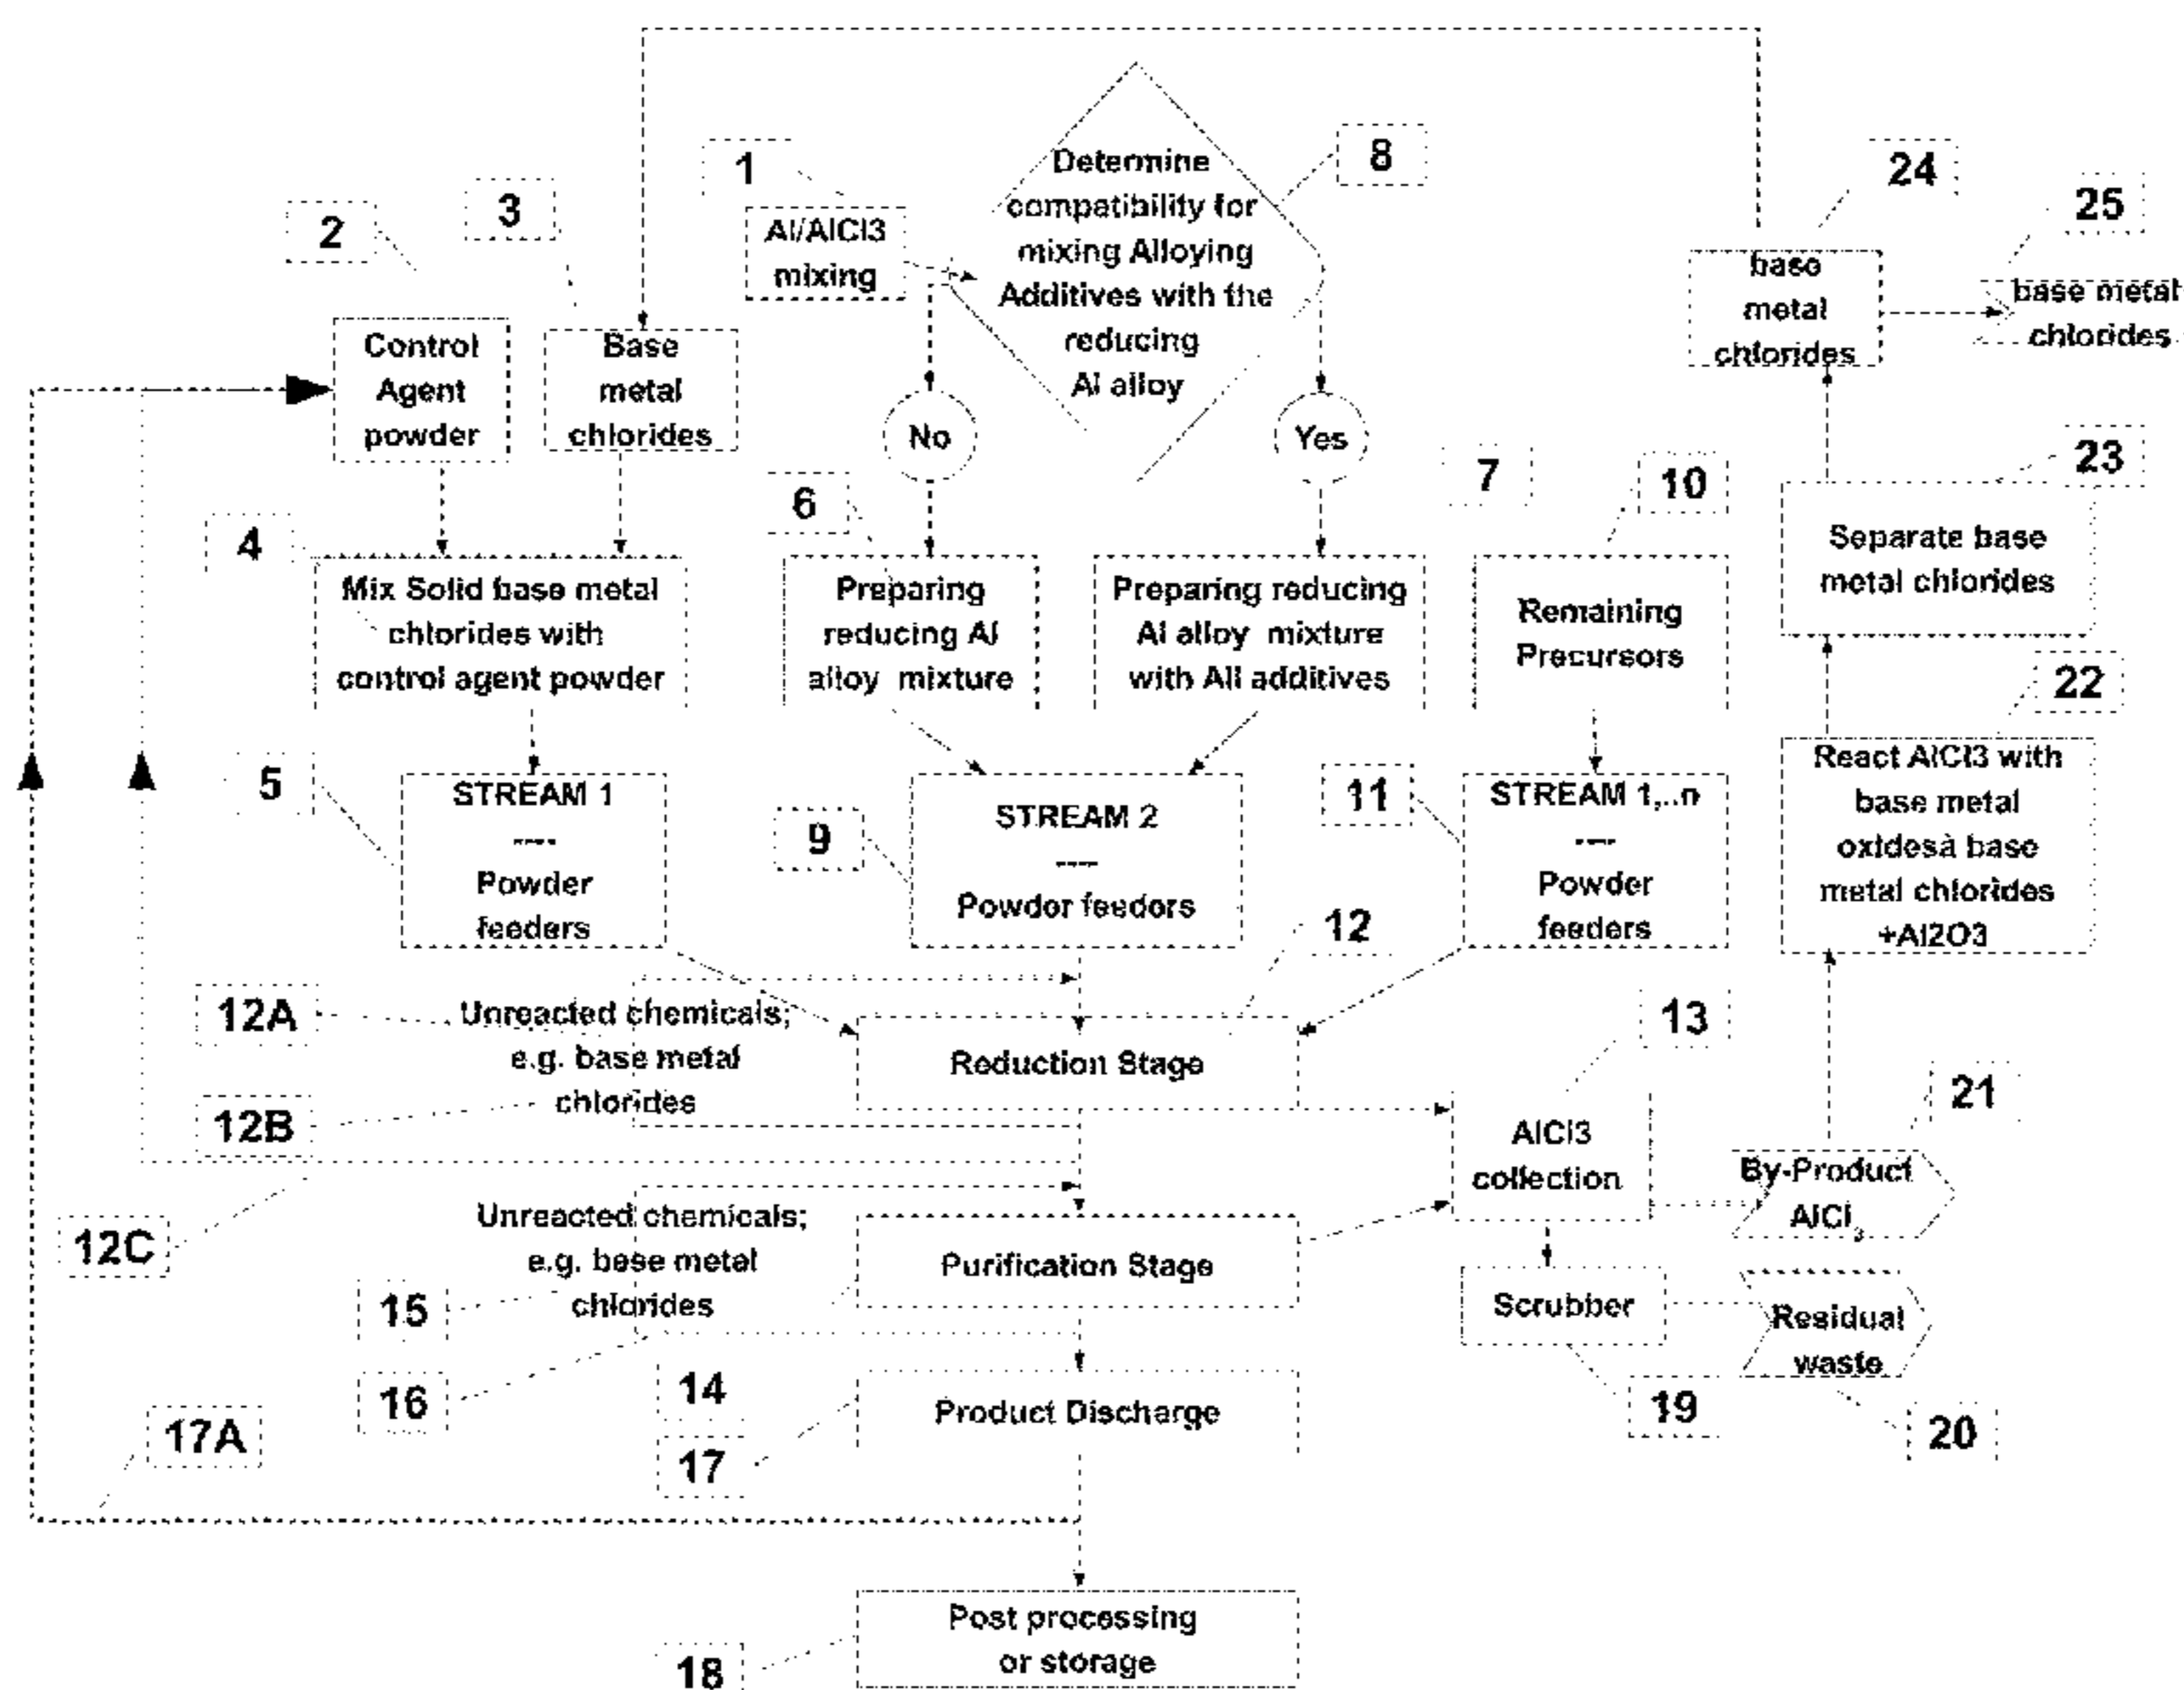 1
Al/AlCl3
mixing
Determine
compatibility for
mixing Alloying
Additives with the
reducing
Al alloy
8
24
25
2
3
base
metal
chlorides
base metal
chlorides
Control
Agent
powder
Base
metal
chlorides
No
Yes
6
7
10
23
4
Mix Solid base metal
chlorides with
control agent powder
Preparing
reducing Al
alloy mixture
Preparing reducing
Al alloy mixture
with All additives
Remaining
Precursors
Separate base
metal chlorides
22
5
STREAM 1
----
Powder
feeders
9
STREAM 2
----
Powder feeders
11
STREAM 1,..n
----
Powder
feeders
React AlCl3 with
base metal
oxidesà base
metal chlorides
+Al2O3
12
12A
Unreacted chemicals;
e.g. base metal
chlorides
12B
Reduction Stage
13
21
AlCl3
collection
By-Product
AlCl3
12C
Unreacted chemicals;
e.g. base metal
chlorides
15
16
Purification Stage
Scrubber
Residual
waste
14
17
Product Discharge
19
20
17A
18
Post processing
or storage